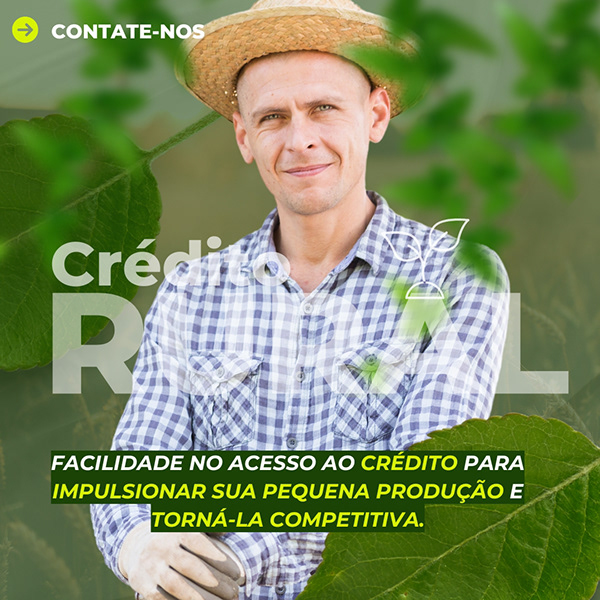 CONTATE-NOS
Crédito
RURAL
FACILIDADE NO ACESSO AO CRÉDITO PARA
IMPULSIONAR SUA PEQUENA PRODUÇÃO E
TORNÁ-LA COMPETITIVA.